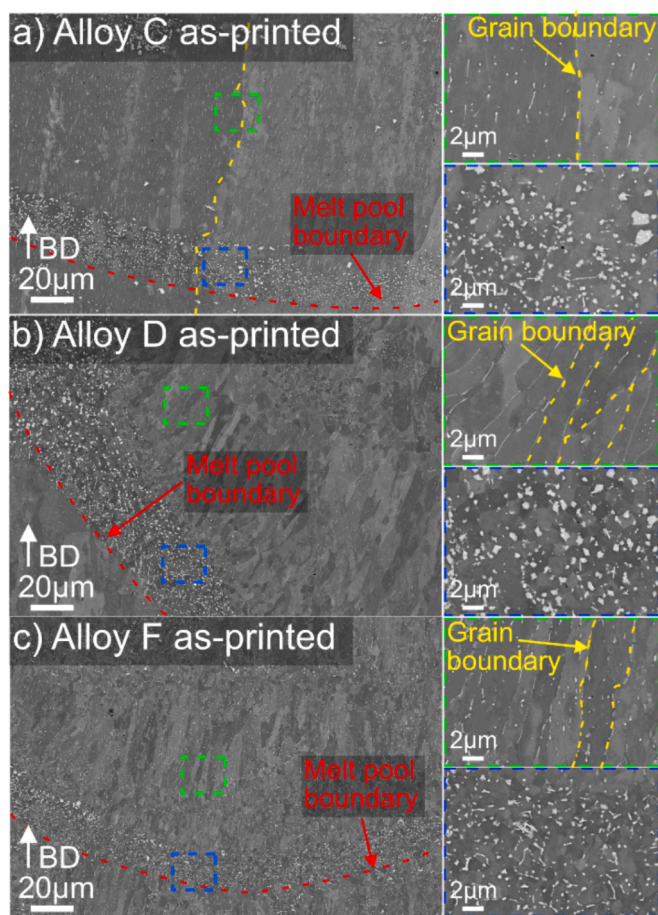 a) Alloy C as-printed
Grain boundary
2μm
Melt pool
boundary
BD
20μm
2μm
b) Alloy D as-printed
Grain boundary
2μm
Melt pool
boundary
BD
20μm
2μm
c) Alloy F as-printed
Grain
boundary
2μm
Melt pool
boundary
BD
20μm
2μm